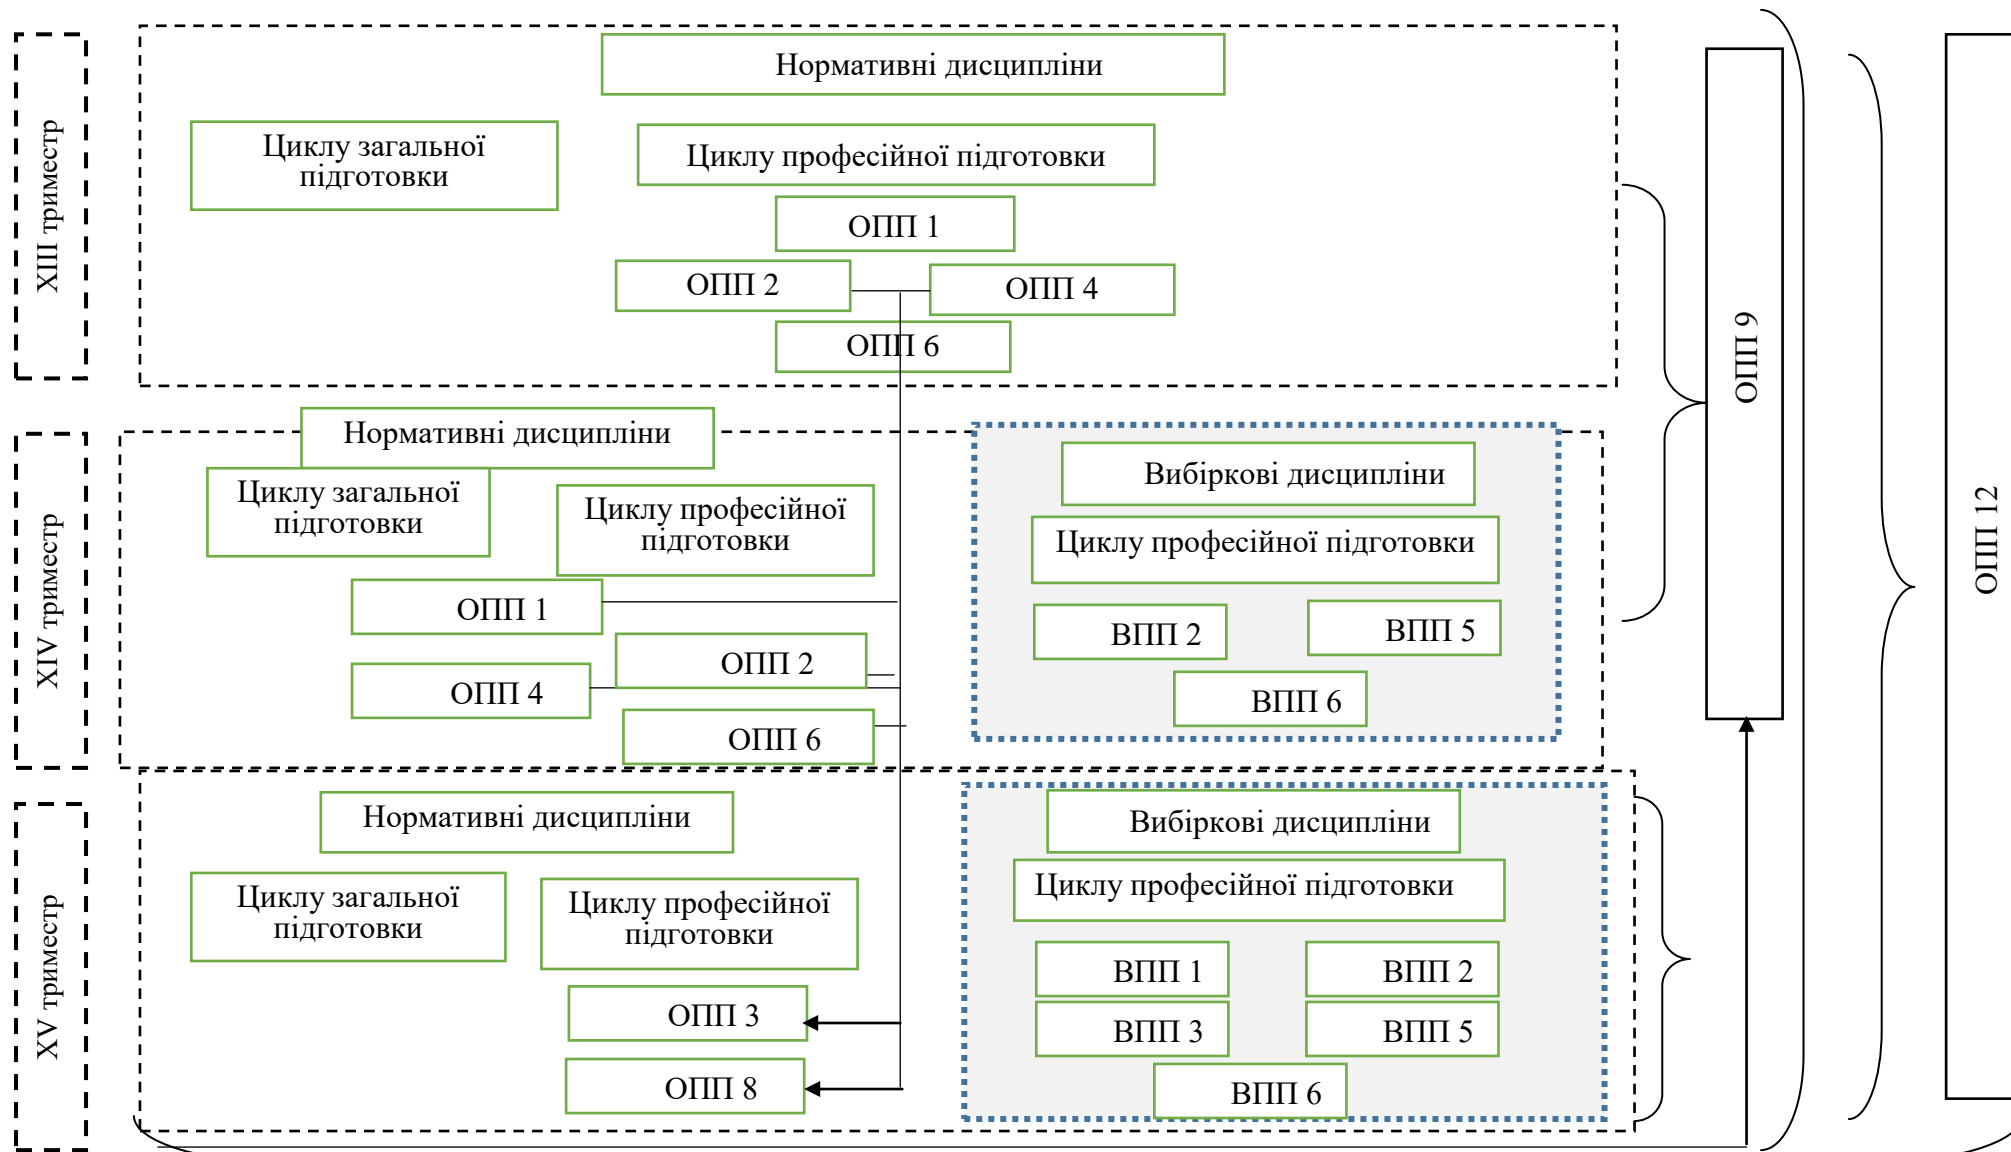 XIII триместр
Нормативні дисципліни
Циклу загальної
підготовки
Циклу професійної підготовки
ОПП 1
ОПП 2
ОПП 4
ОПП 6
XIV триместр
Нормативні дисципліни
Циклу загальної
підготовки
Циклу професійної
підготовки
ОПП 1
ОПП 2
ОПП 4
ОПП 6
Вибіркові дисципліни
Циклу професійної підготовки
ВПП 2
ВПП 5
ВПП 6
XV триместр
Нормативні дисципліни
Циклу загальної
підготовки
Циклу професійної
підготовки
ОПП 3
ОПП 8
Вибіркові дисципліни
Циклу професійної підготовки
ВПП 1
ВПП 2
ВПП 3
ВПП 5
ВПП 6
ОПП 9
ОПП 12